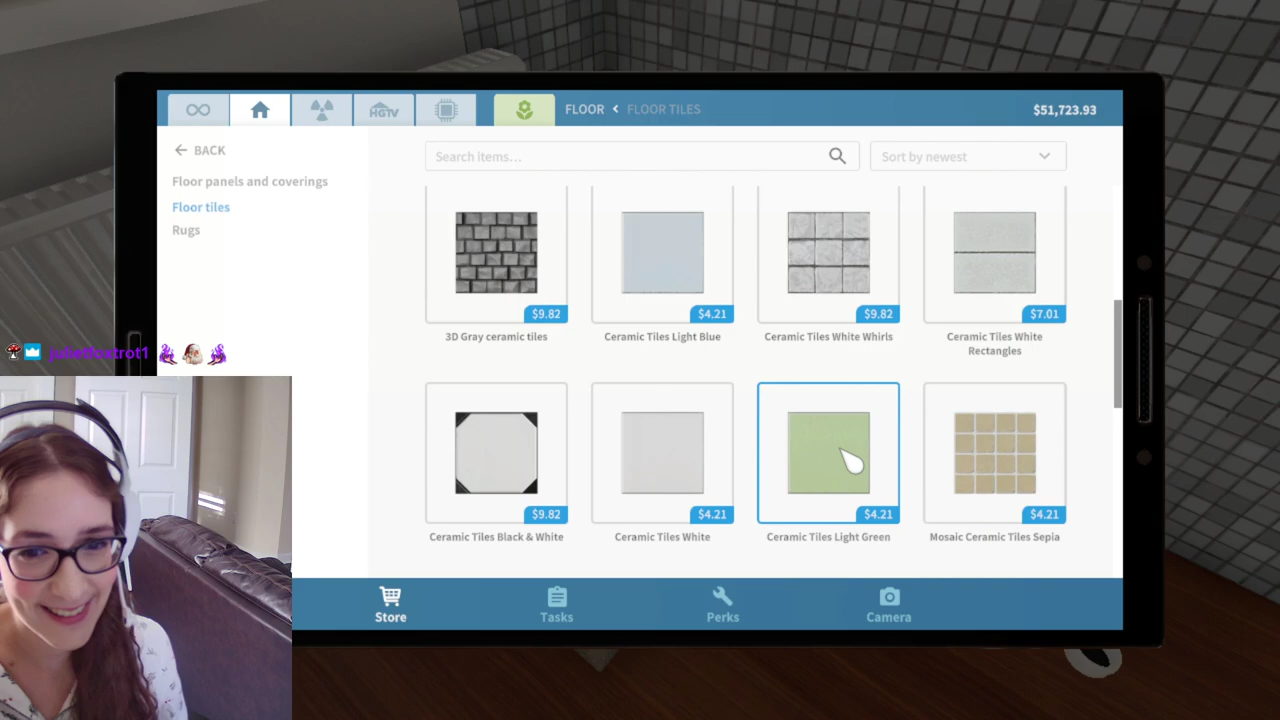 HGTV
FLOOR < FLOOR TILES
$51,723.93
BACK
Floor panels and coverings
Floor tiles
Rugs
Search items...
Sort by newest
$9.82
$4.21
$9.82
$7.01
3D Gray ceramic tiles
Ceramic Tiles Light Blue
Ceramic Tiles White Whirls
Ceramic Tiles White
Rectangles
julietfoxtrot1
$9.82
$4.21
$4.21
$4.21
Ceramic Tiles Black & White
Ceramic Tiles White
Ceramic Tiles Light Green
Mosaic Ceramic Tiles Sepia
Store
Tasks
Perks
Camera